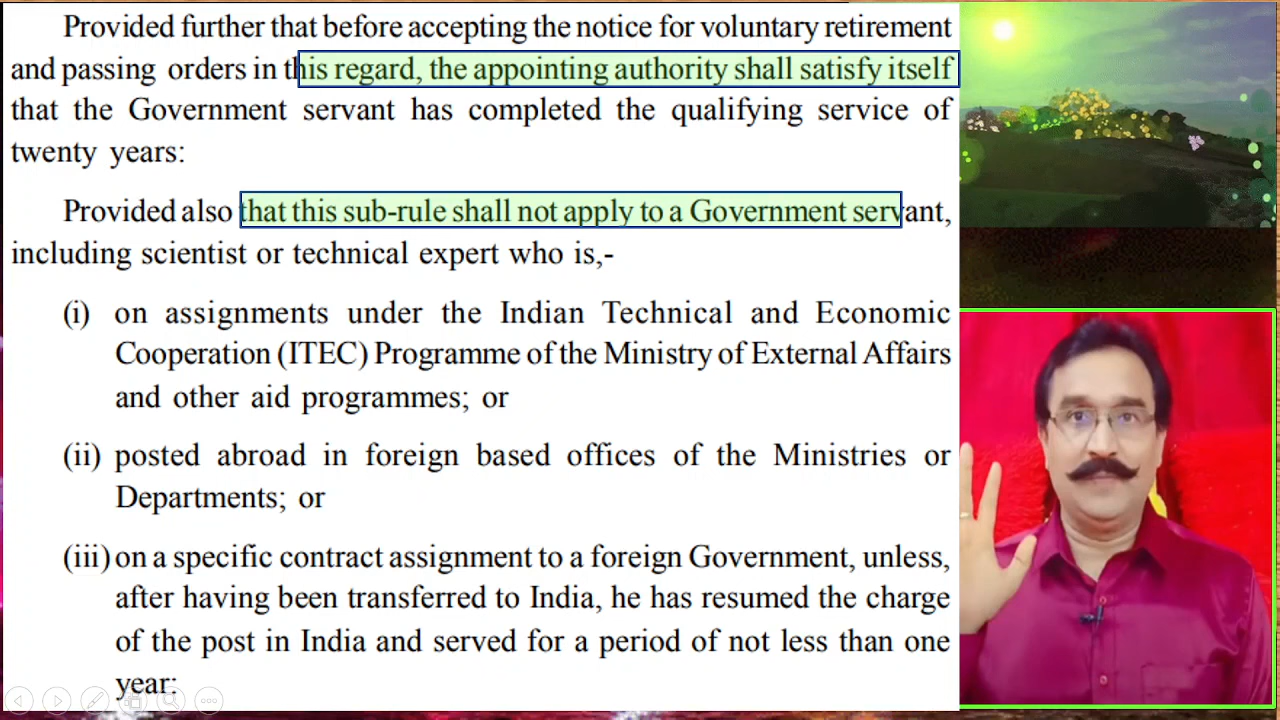 Provided further that before accepting the notice for voluntary retirement
and passing orders in this regard, the appointing authority shall satisfy itself
that the Government servant has completed the qualifying service of
twenty years:
Provided also that this sub-rule shall not apply to a Government servant,
including scientist or technical expert who is,-
(i) on assignments under the Indian Technical and Economic
Cooperation (ITEC) Programme of the Ministry of External Affairs
and other aid programmes; or
(ii) posted abroad in foreign based offices of the Ministries or
Departments; or
(iii) on a specific contract assignment to a foreign Government, unless,
after having been transferred to India, he has resumed the charge
of the post in India and served for a period of not less than one
year: